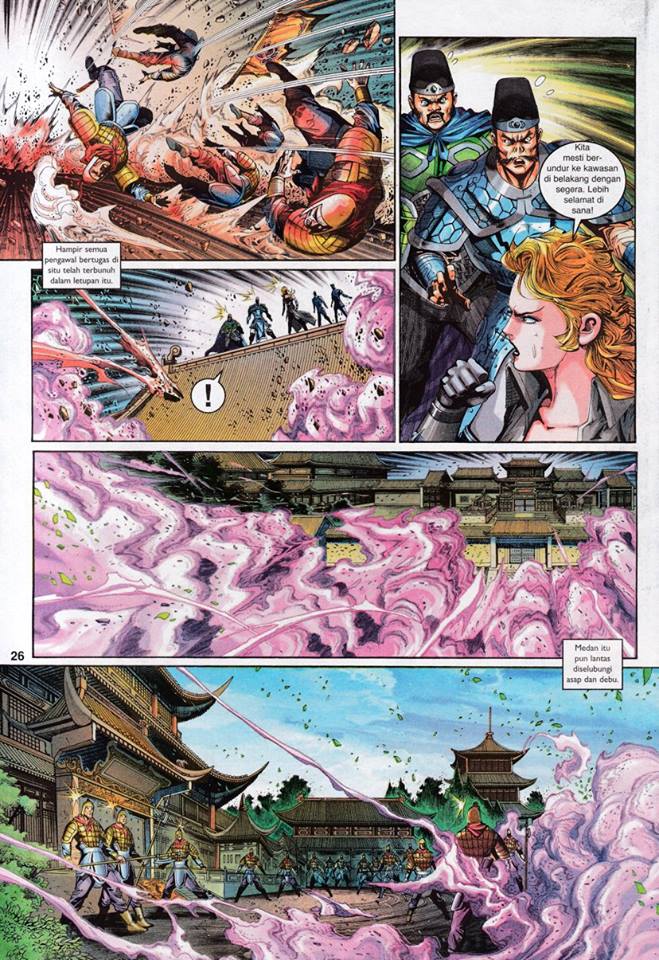 Hampir semua
pengawal bertugas di
situ telah terbunuh
dalam letupan itu.
Kita
mesti ber-
undur ke kawasan
di belakang dengan
segera. Lebih
selamat di
sana!
!
Medan itu
pun lantas
diselubungi
asap dan debu.
26